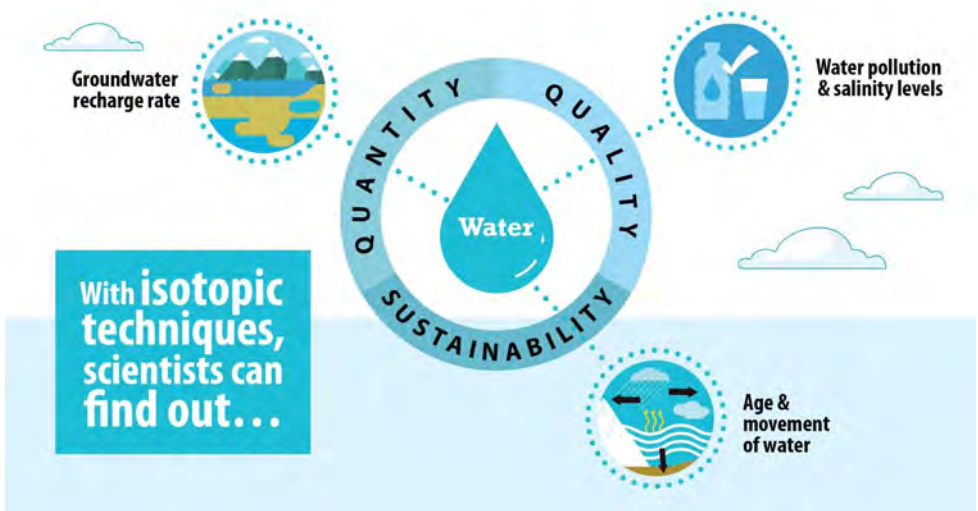 Groundwater
recharge rate
QUANTITY
QUALITY
Water pollution
& salinity levels
Water
SUSTAINABILITY
With isotopic
techniques,
scientists can
find out...
Age &
movement
of water